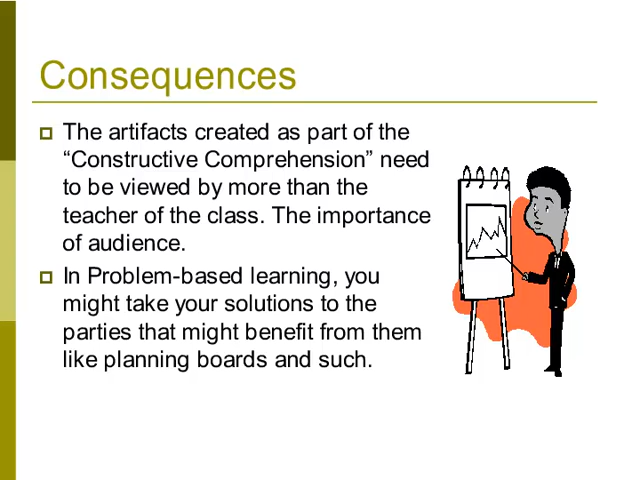 Consequences
The artifacts created as part of the
“Constructive Comprehension” need
to be viewed by more than the
teacher of the class. The importance
of audience.
In Problem-based learning, you
might take your solutions to the
parties that might benefit from them
like planning boards and such.